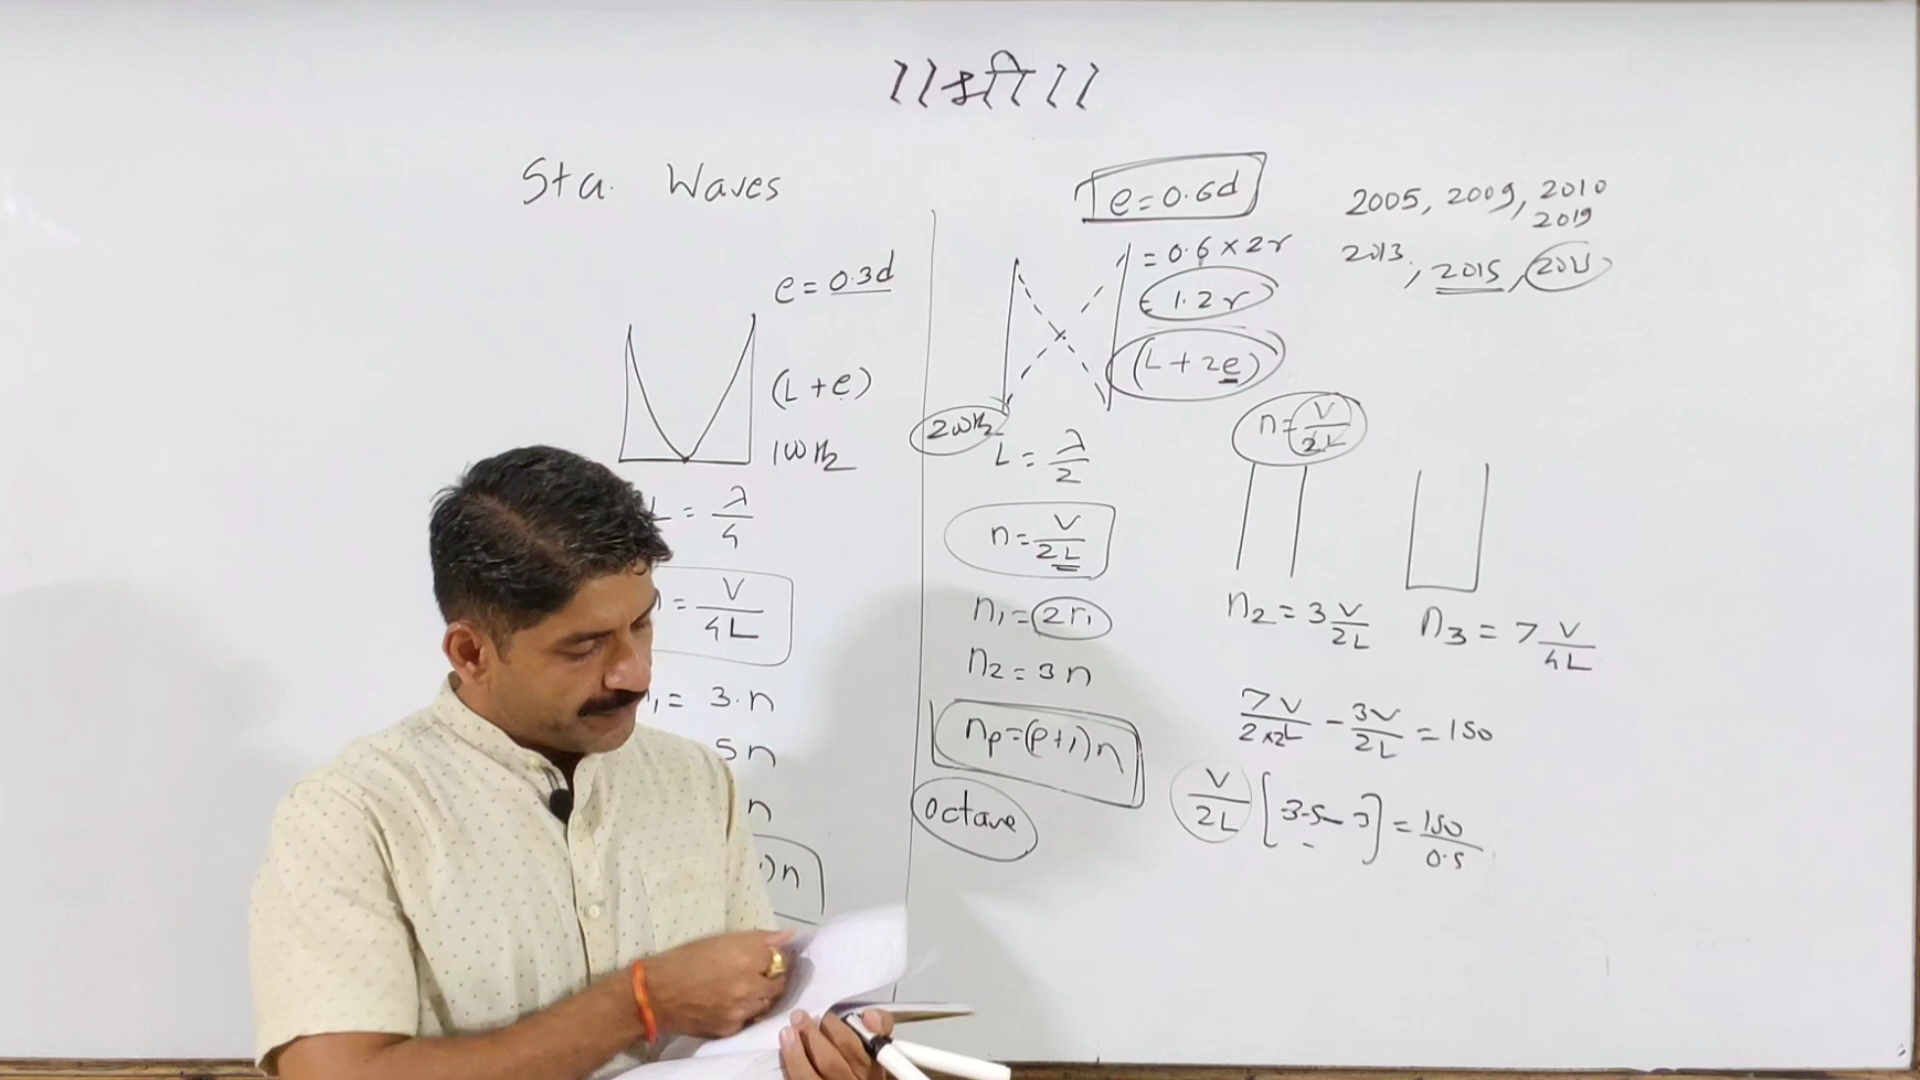 ।।श्री।।
Sta. Waves
e = 0.3d
(L + e)
100 Hz
L = λ/4
= V/4L
= 3·n
5n
n
)n
e = 0.6d
= 0.6 × 2r
= 1.2r
(L + 2e)
200Hz
L = λ/2
n = V/2L
n₁ = 2n
n₂ = 3n
nₚ = (p+1)n
octave
2005, 2009, 2010
2019
2013, 2015,
n = V/2L
n₂ = 3 V/2L
n₃ = 7 V/4L
7V/2×2L − 3V/2L = 150
V/2L [3.5 − 3] = 150/0.5